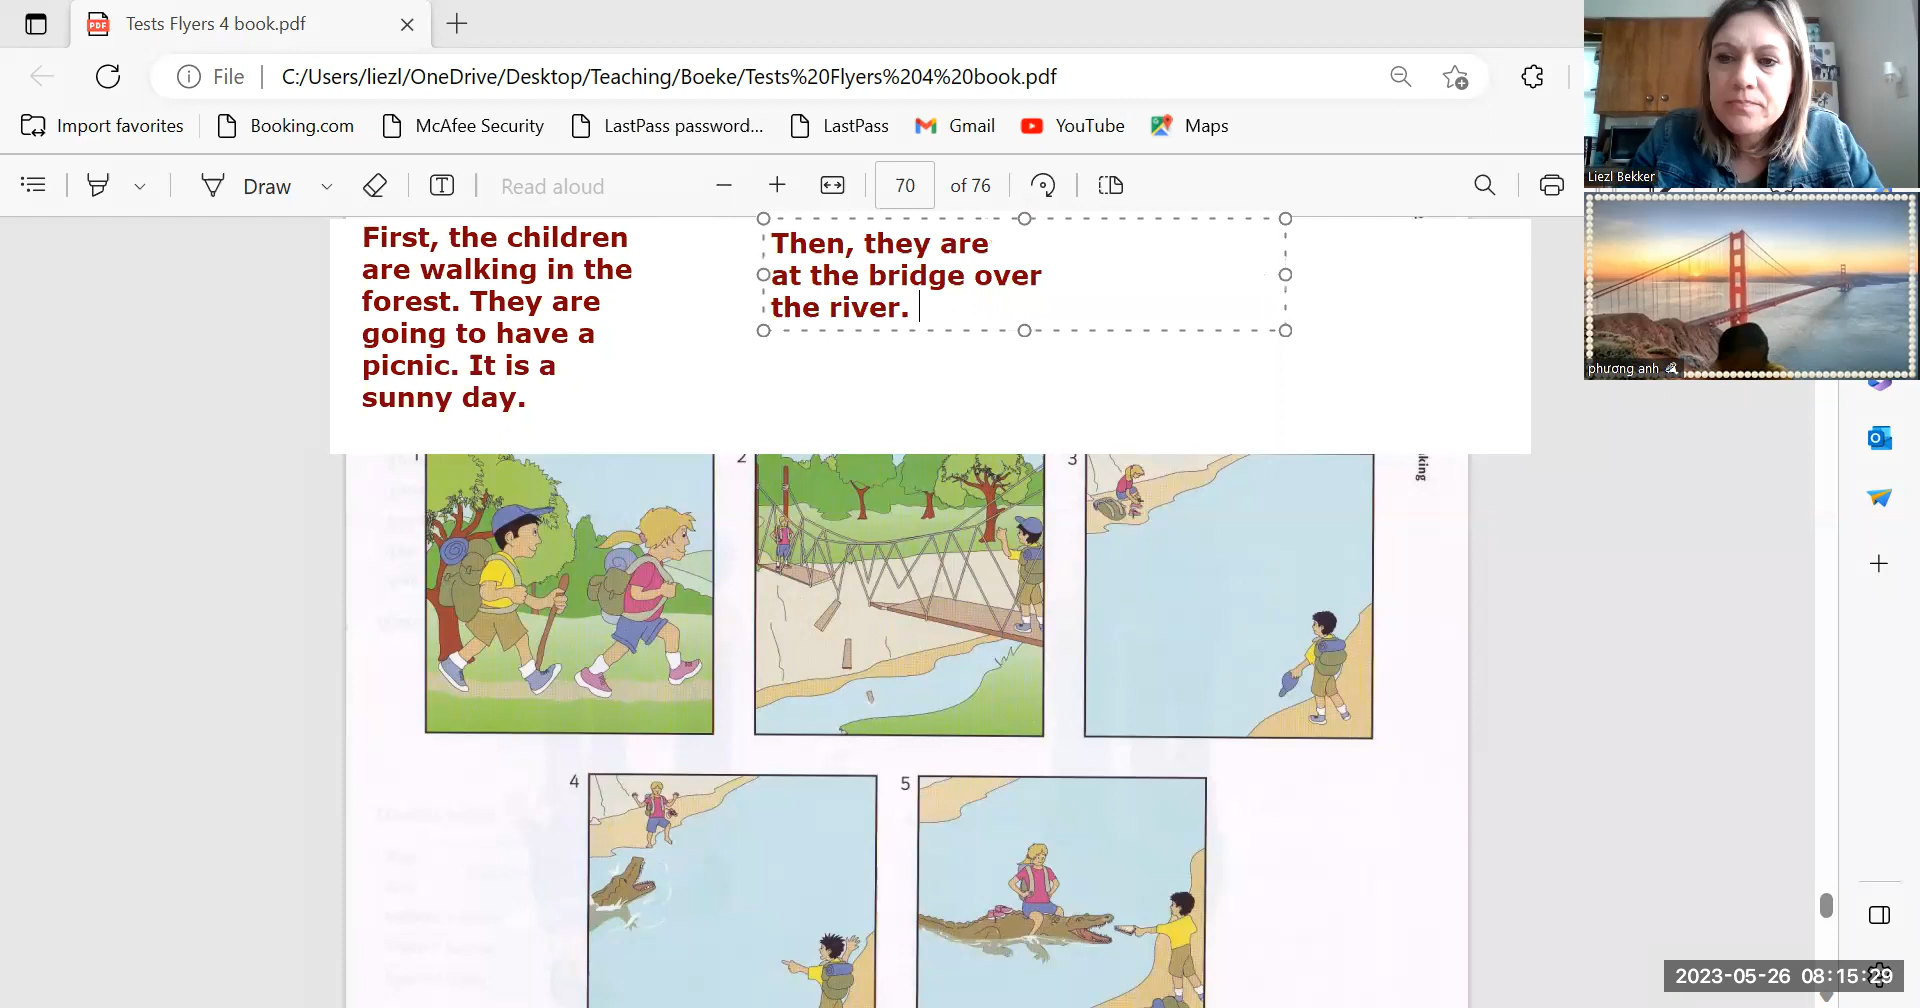 Tests Flyers 4 book.pdf
File
C:/Users/liezl/OneDrive/Desktop/Teaching/Boeke/Tests%20Flyers%204%20book.pdf
Import favorites
Booking.com
McAfee Security
LastPass password...
LastPass
Gmail
YouTube
Maps
Draw
Read aloud
70
of 76
Liezl Bekker
phương anh
First, the children
are walking in the
forest. They are
going to have a
picnic. It is a
sunny day.
Then, they are
at the bridge over
the river.
1
2
3
4
5
2023-05-26 08:15:29